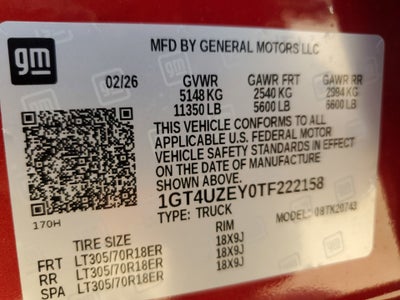 gm
MFD BY GENERAL MOTORS LLC
02/26 GVWR GAWR FRT GAWR RR
5148 KG 2540 KG 2994 KG
11350 LB 5600 LB 6600 LB
THIS VEHICLE CONFORMS TO ALL
APPLICABLE U.S. FEDERAL MOTOR
VEHICLE SAFETY STANDARDS IN EFFECT
ON THE DATE OF MANUFACTURE
SHOWN ABOVE.
170H
1GT4UZEY0TF222158
TYPE: TRUCK MODEL: 0BTK20743
TIRE SIZE RIM
FRT LT305/70R18ER 18X9J
RR LT305/70R18ER 18X9J
SPA LT305/70R18ER 18X9J